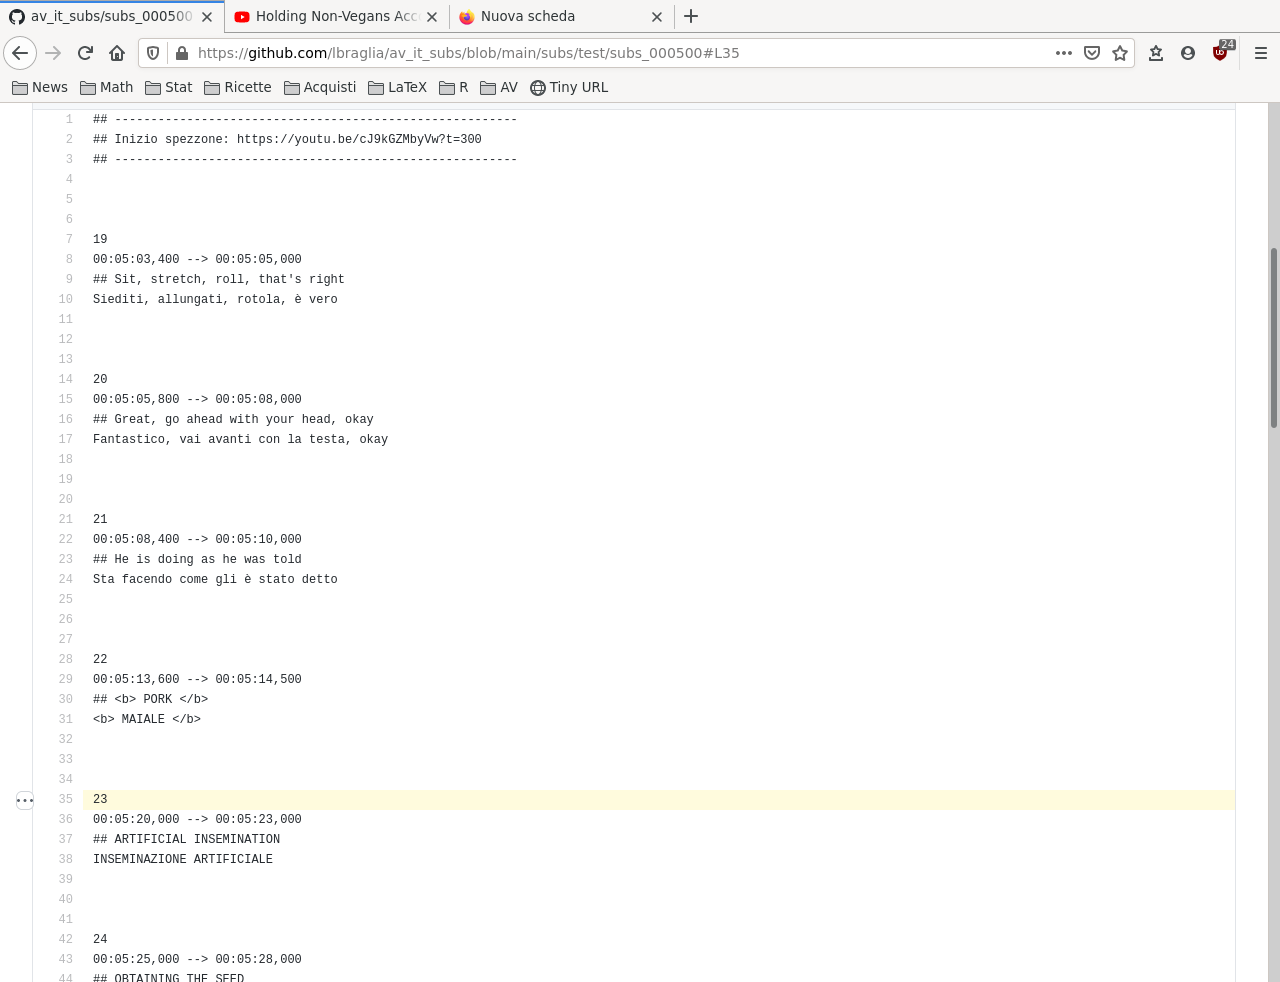 av_it_subs/subs_000500
Holding Non-Vegans Acc
Nuova scheda
https://github.com/lbraglia/av_it_subs/blob/main/subs/test/subs_000500#L35
24
News Math Stat Ricette Acquisti LaTeX R AV Tiny URL
1 ## --------------------------------------------------------
2 ## Inizio spezzone: https://youtu.be/cJ9kGZMbyVw?t=300
3 ## --------------------------------------------------------
4
5
6
7 19
8 00:05:03,400 --> 00:05:05,000
9 ## Sit, stretch, roll, that's right
10 Siediti, allungati, rotola, è vero
11
12
13
14 20
15 00:05:05,800 --> 00:05:08,000
16 ## Great, go ahead with your head, okay
17 Fantastico, vai avanti con la testa, okay
18
19
20
21 21
22 00:05:08,400 --> 00:05:10,000
23 ## He is doing as he was told
24 Sta facendo come gli è stato detto
25
26
27
28 22
29 00:05:13,600 --> 00:05:14,500
30 ## <b> PORK </b>
31 <b> MAIALE </b>
32
33
34
35 23
36 00:05:20,000 --> 00:05:23,000
37 ## ARTIFICIAL INSEMINATION
38 INSEMINAZIONE ARTIFICIALE
39
40
41
42 24
43 00:05:25,000 --> 00:05:28,000
44 ## OBTAINING THE SEED